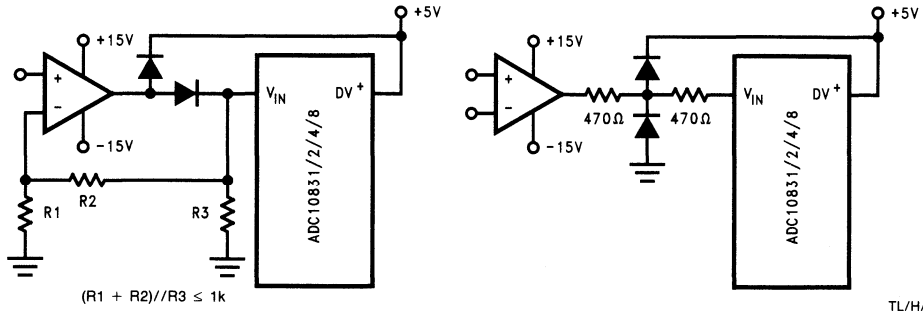 +5V
+15V
+
−
−15V
V_IN
DV+
ADC10831/2/4/8
R2
R1
R3
(R1 + R2)//R3 ≤ 1k
+5V
+15V
+
−
−15V
470Ω
470Ω
V_IN
DV+
ADC10831/2/4/8
TL/H/